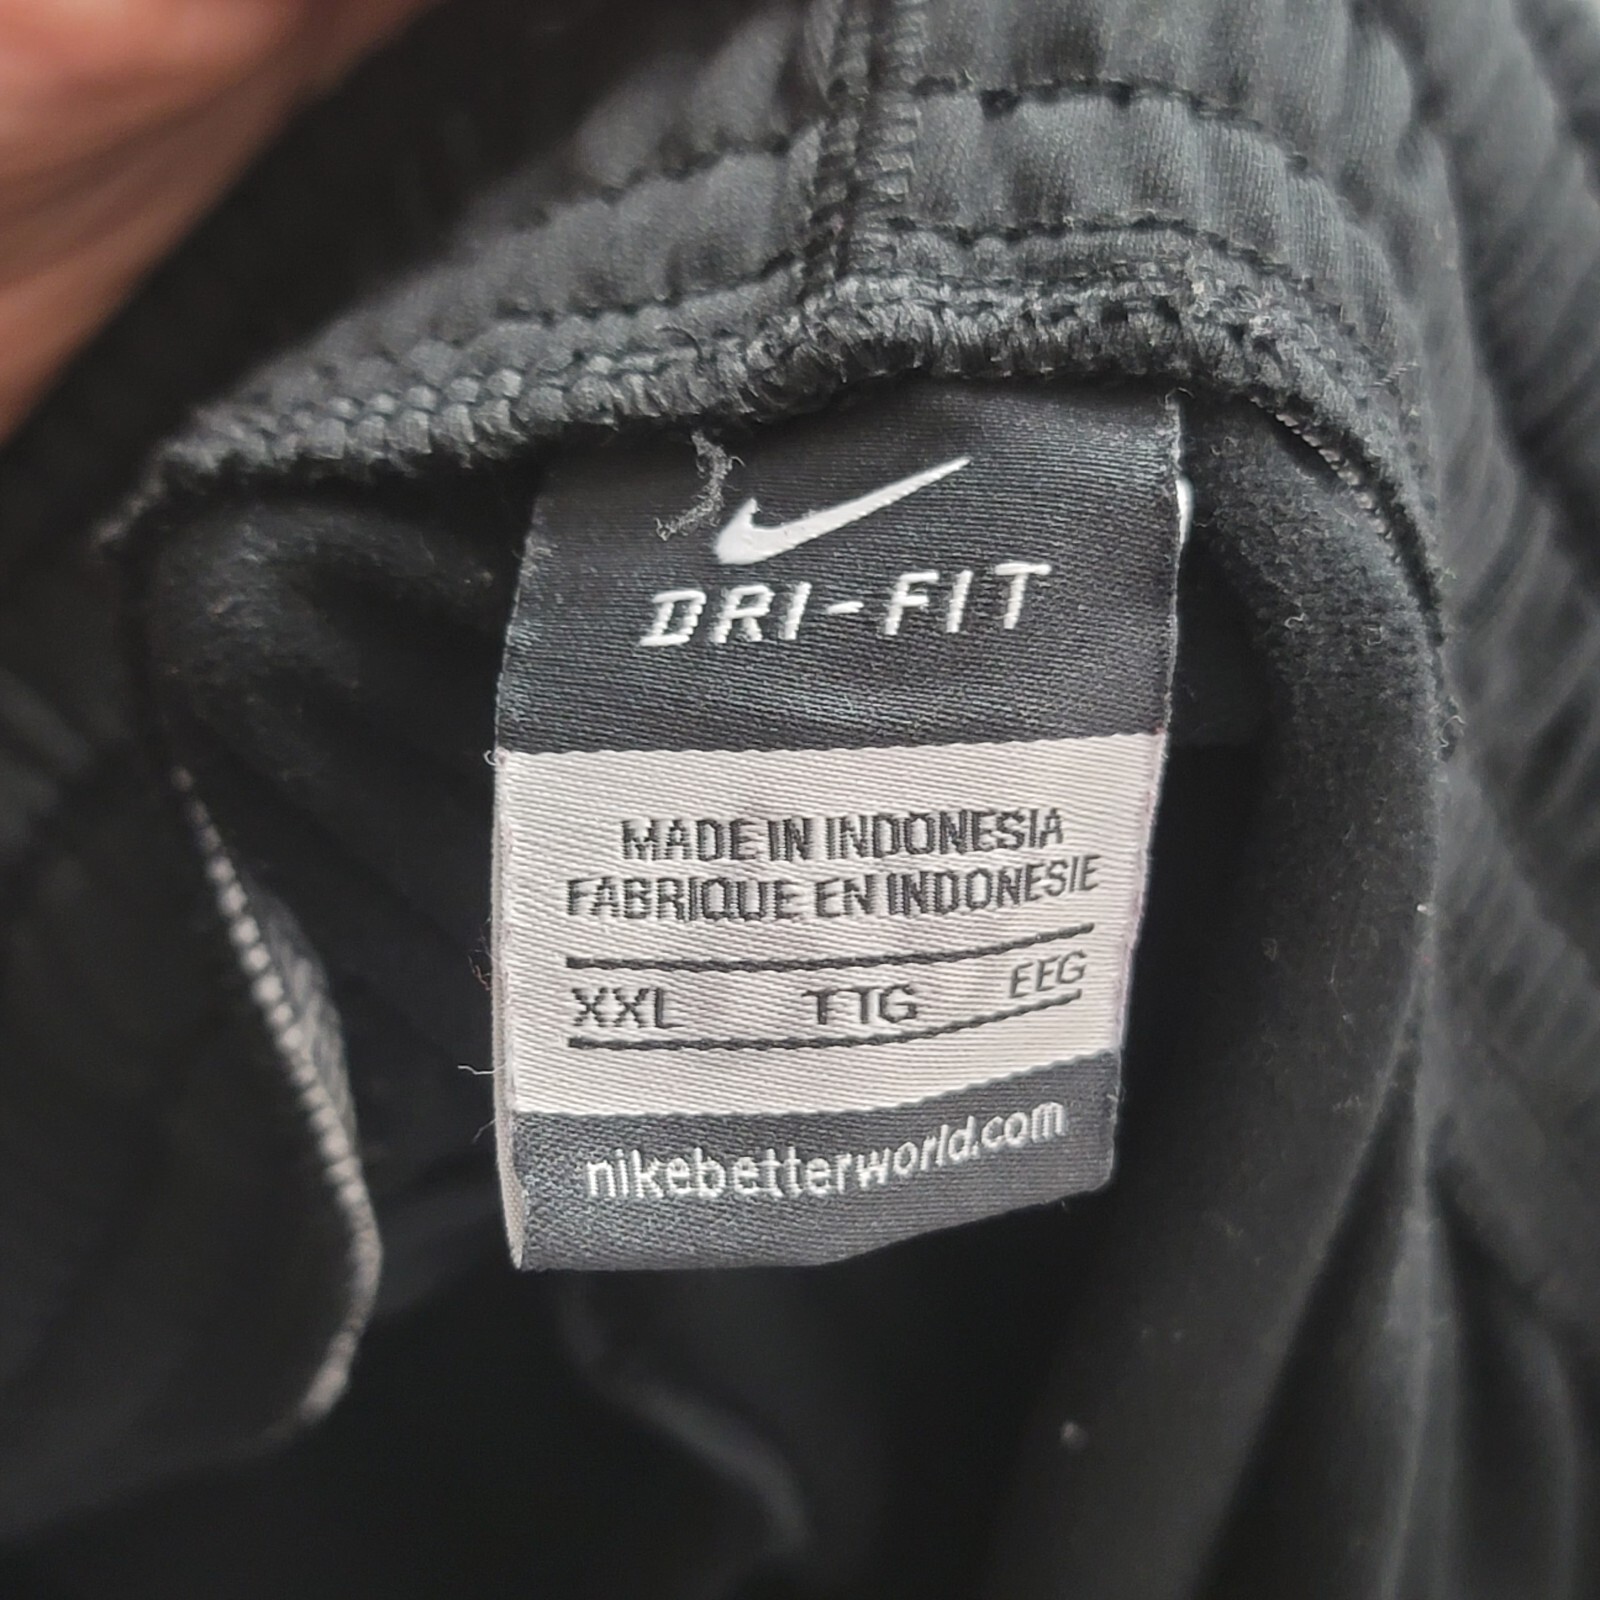 DRI-FIT
MADE IN INDONESIA
FABRIQUE EN INDONESIE
XXL TTG EEG
nikebetterworld.com